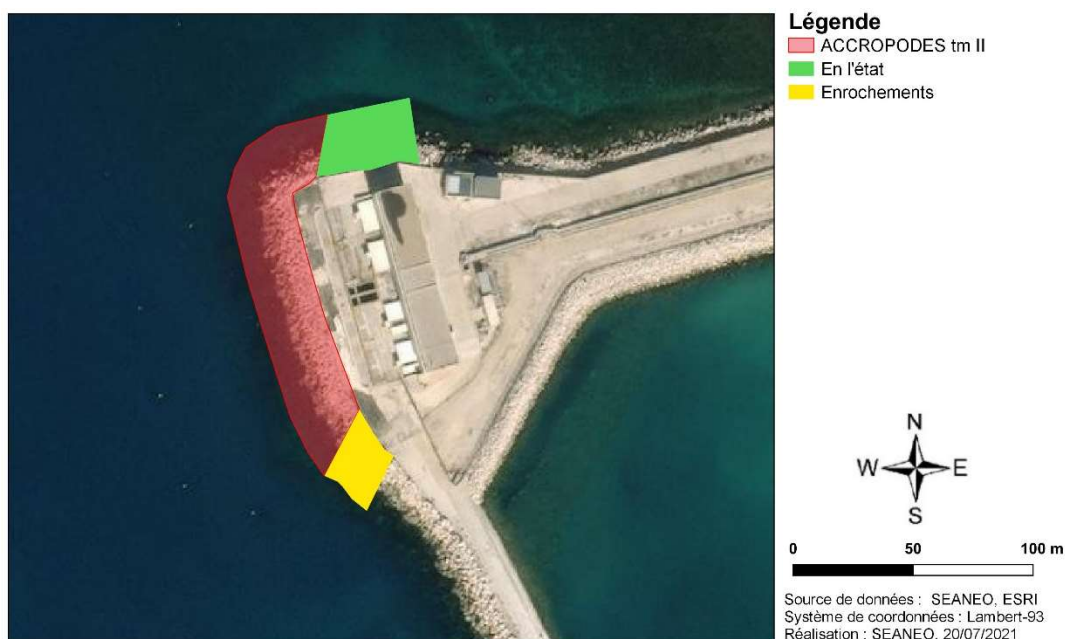 Légende
ACCROPODES tm II
En l'état
Enrochements
N
W E
S
0 50 100 m
Source de données : SEANEO, ESRI
Système de coordonnées : Lambert-93
Réalisation : SEANEO, 20/07/2021